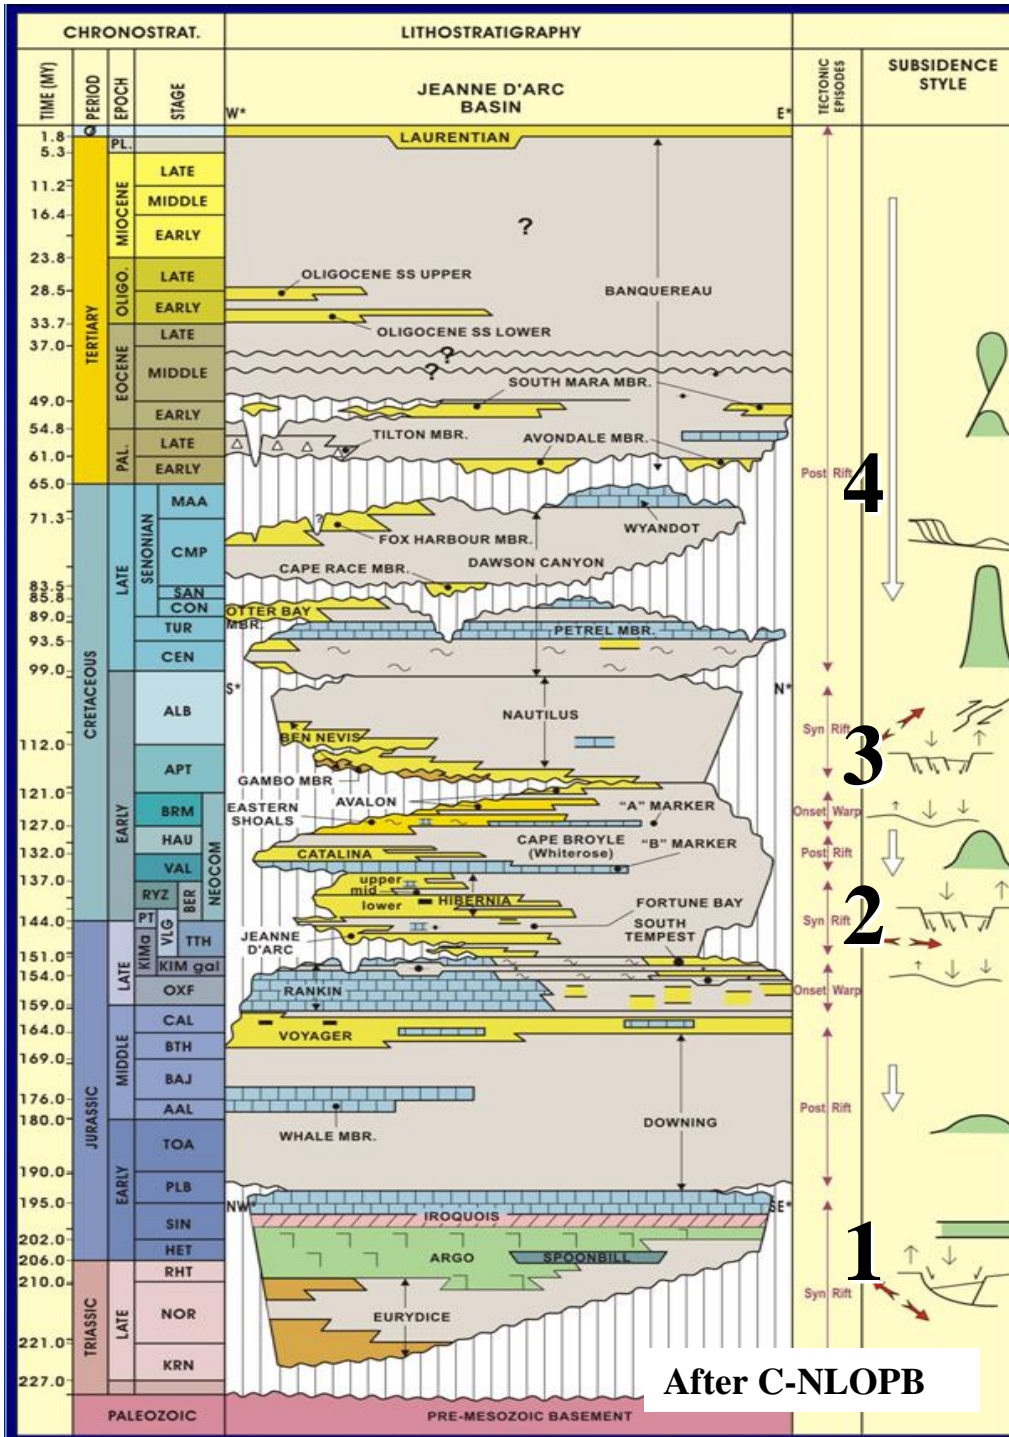 CHRONOSTRAT.
LITHOSTRATIGRAPHY
TIME (MY)
PERIOD
EPOCH
STAGE
JEANNE D'ARC
BASIN
W*
E*
TECTONIC
EPISODES
SUBSIDENCE
STYLE
1.8
5.3
11.2
16.4
23.8
28.5
33.7
37.0
49.0
54.8
61.0
65.0
71.3
83.5
85.8
89.0
93.5
99.0
112.0
121.0
127.0
132.0
137.0
144.0
151.0
154.0
159.0
164.0
169.0
176.0
180.0
190.0
195.0
202.0
206.0
210.0
221.0
227.0
Q
TERTIARY
CRETACEOUS
JURASSIC
TRIASSIC
PALEOZOIC
PL.
MIOCENE
OLIGO.
EOCENE
PAL.
LATE
EARLY
LATE
MIDDLE
EARLY
LATE
LATE
MIDDLE
EARLY
LATE
EARLY
LATE
MIDDLE
EARLY
LATE
EARLY
SENONIAN
MAA
CMP
SAN
CON
TUR
CEN
ALB
APT
BRM
HAU
VAL
NEOCOM
RYZ
BER
PT
VLG
KIMa
TTH
KIM gal
OXF
CAL
BTH
BAJ
AAL
TOA
PLB
SIN
HET
RHT
NOR
KRN
LAURENTIAN
?
OLIGOCENE SS UPPER
BANQUEREAU
OLIGOCENE SS LOWER
?
?
SOUTH MARA MBR.
TILTON MBR.
AVONDALE MBR.
?
WYANDOT
FOX HARBOUR MBR.
DAWSON CANYON
CAPE RACE MBR.
OTTER BAY
MBR.
PETREL MBR.
S*
N*
NAUTILUS
BEN NEVIS
GAMBO MBR
AVALON
"A" MARKER
EASTERN
SHOALS
CAPE BROYLE
(Whiterose)
"B" MARKER
CATALINA
upper
mid
lower
HIBERNIA
FORTUNE BAY
SOUTH
TEMPEST
JEANNE
D'ARC
RANKIN
VOYAGER
WHALE MBR.
DOWNING
NW*
SE*
IROQUOIS
ARGO
SPOONBILL
EURYDICE
PRE-MESOZOIC BASEMENT
Post Rift
4
Syn Rift
3
Onset Warp
Post Rift
Syn Rift
2
Onset Warp
Post Rift
1
Syn Rift
After C-NLOPB